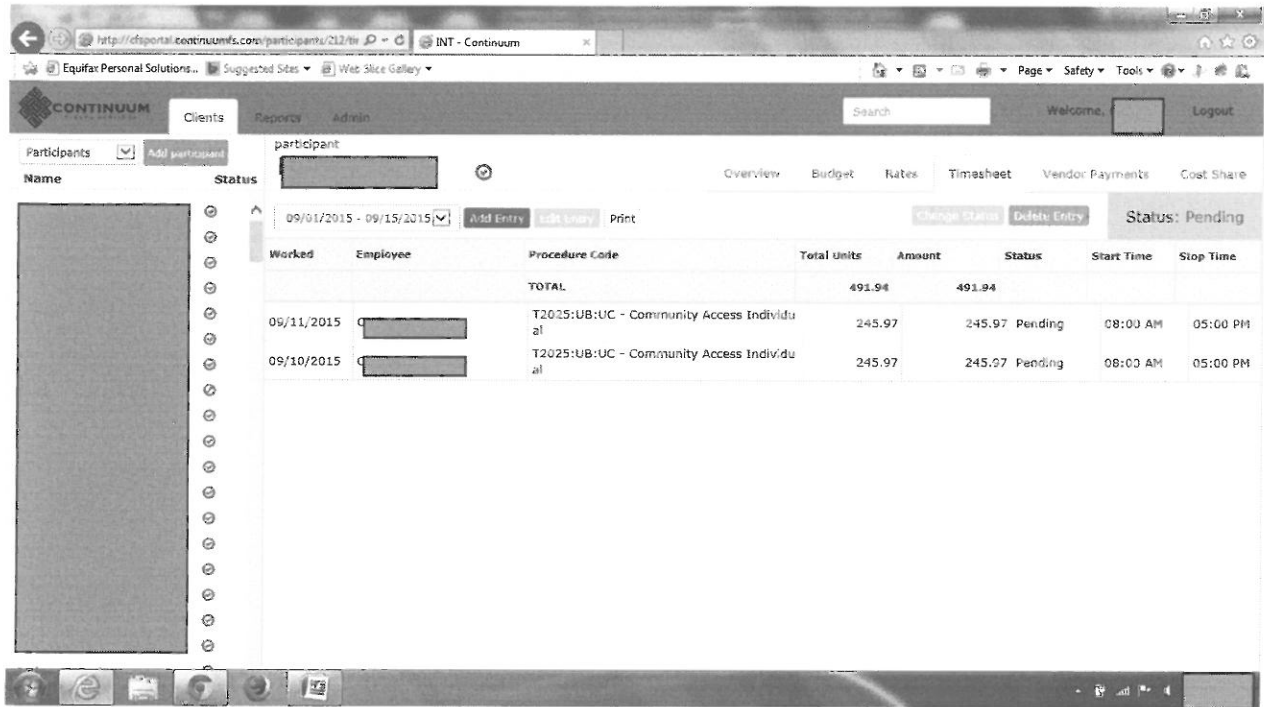 http://cfsportal.continuumfs.com/participants/212/tir
INT - Continuum
Equifax Personal Solutions... Suggested Sites Web Slice Gallery
Page Safety Tools
CONTINUUM Clients Reports Admin Search Welcome, Logout
Participants Add participant
participant
Name Status
Overview Budget Rates Timesheet Vendor Payments Cost Share
09/01/2015 - 09/15/2015 Add Entry Edit Entry Print Change Status Delete Entry Status: Pending
Worked Employee Procedure Code Total Units Amount Status Start Time Stop Time
TOTAL 491.94 491.94
09/11/2015 C T2025:UB:UC - Community Access Individu
al 245.97 245.97 Pending 08:00 AM 05:00 PM
09/10/2015 C T2025:UB:UC - Community Access Individu
al 245.97 245.97 Pending 08:00 AM 05:00 PM